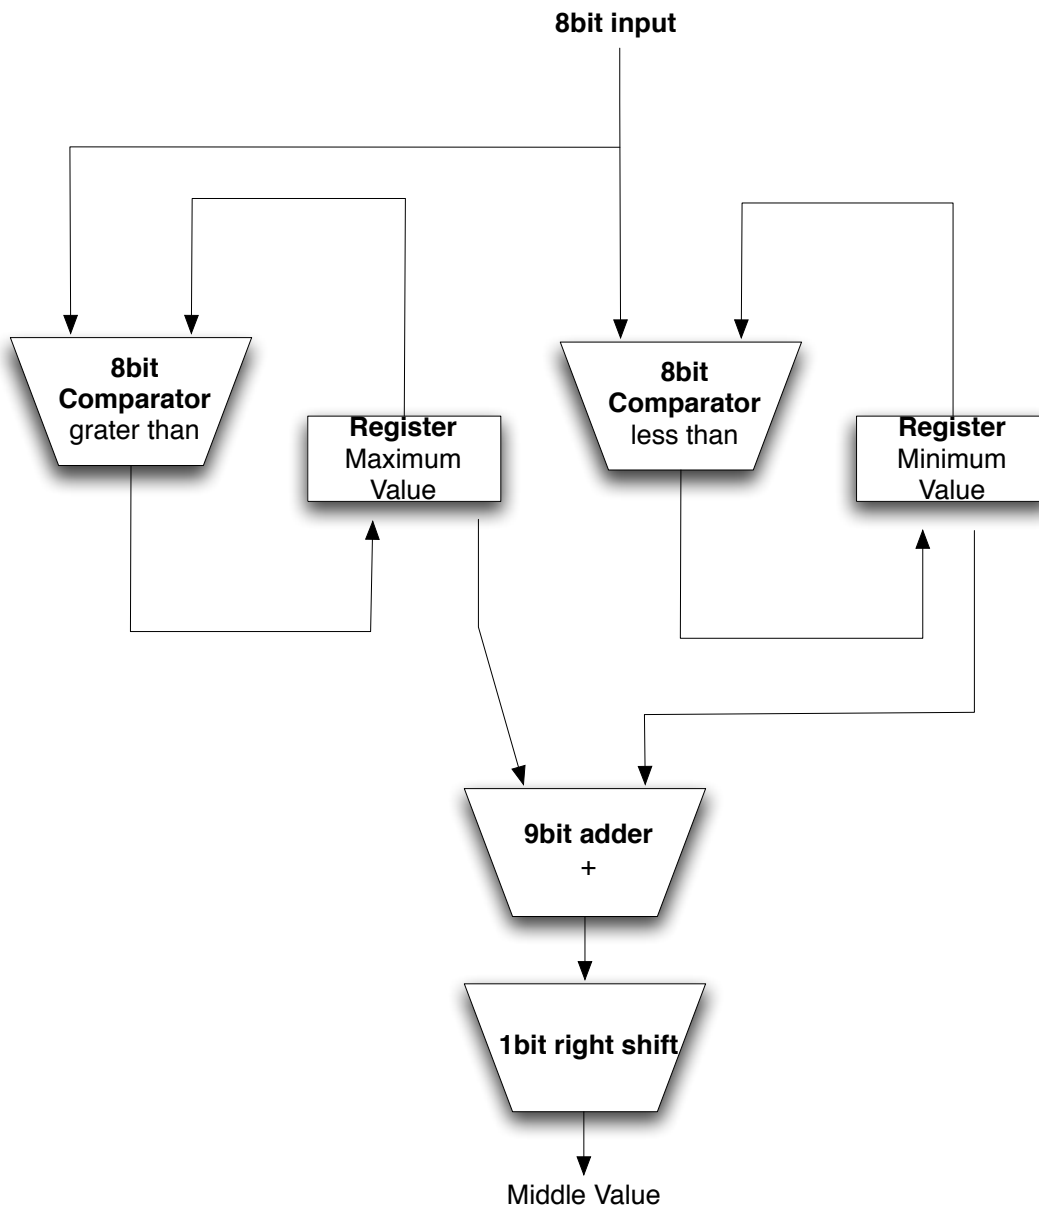 8bit input
8bit
Comparator
grater than
Register
Maximum
Value
8bit
Comparator
less than
Register
Minimum
Value
9bit adder
+
1bit right shift
Middle Value